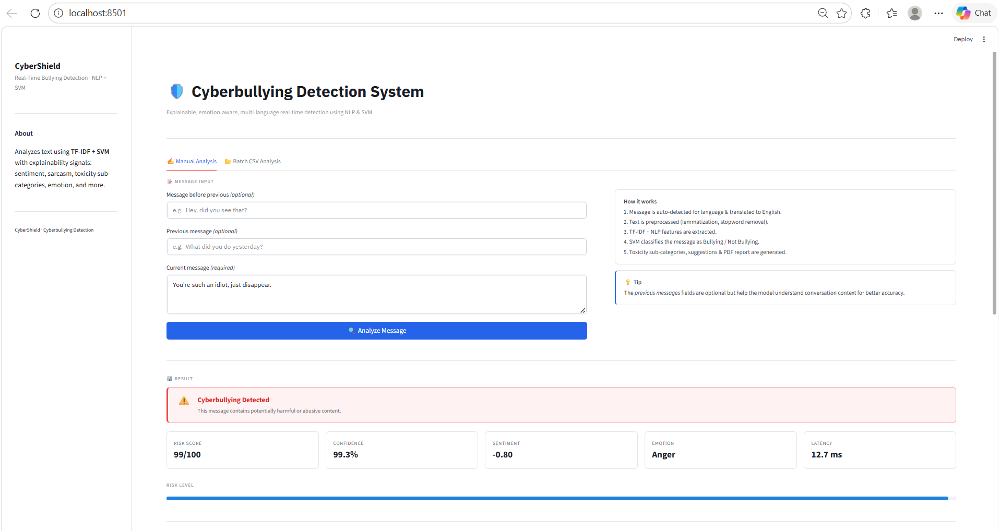 localhost:8501
Chat
Deploy
CyberShield
Real-Time Bullying Detection · NLP +
SVM
About
Analyzes text using TF-IDF + SVM
with explainability signals:
sentiment, sarcasm, toxicity sub-
categories, emotion, and more.
CyberShield · Cyberbullying Detection
Cyberbullying Detection System
Explainable, emotion-aware, multi-language real-time detection using NLP & SVM.
Manual Analysis
Batch CSV Analysis
MESSAGE INPUT
Message before previous (optional)
e.g. Hey, did you see that?
Previous message (optional)
e.g. What did you do yesterday?
Current message (required)
You're such an idiot, just disappear.
Analyze Message
How it works
1. Message is auto-detected for language & translated to English.
2. Text is preprocessed (lemmatization, stopword removal).
3. TF-IDF + NLP features are extracted.
4. SVM classifies the message as Bullying / Not Bullying.
5. Toxicity sub-categories, suggestions & PDF report are generated.
Tip
The previous messages fields are optional but help the model understand conversation context for better accuracy.
RESULT
Cyberbullying Detected
This message contains potentially harmful or abusive content.
RISK SCORE
99/100
CONFIDENCE
99.3%
SENTIMENT
-0.80
EMOTION
Anger
LATENCY
12.7 ms
RISK LEVEL